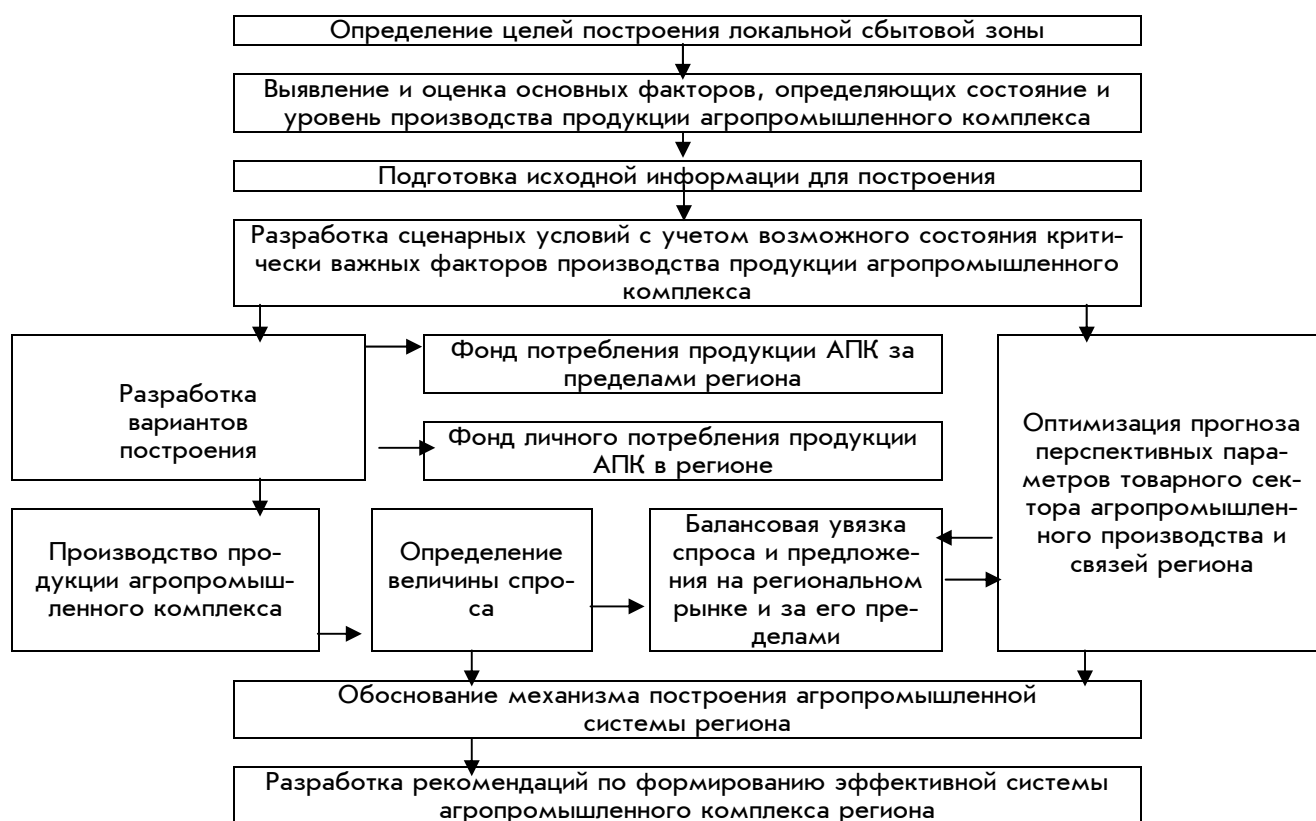 Определение целей построения локальной сбытовой зоны
Выявление и оценка основных факторов, определяющих состояние и
уровень производства продукции агропромышленного комплекса
Подготовка исходной информации для построения
Разработка сценарных условий с учетом возможного состояния крити-
чески важных факторов производства продукции агропромышленного
комплекса
Разработка
вариантов
построения
Фонд потребления продукции АПК за
пределами региона
Фонд личного потребления продукции
АПК в регионе
Оптимизация прогноза
перспективных пара-
метров товарного сек-
тора агропромышлен-
ного производства и
связей региона
Производство про-
дукции агропромыш-
ленного комплекса
Определение
величины спро-
са
Балансовая увязка
спроса и предложе-
ния на региональном
рынке и за его пре-
делами
Обоснование механизма построения агропромышленной
системы региона
Разработка рекомендаций по формированию эффективной системы
агропромышленного комплекса региона